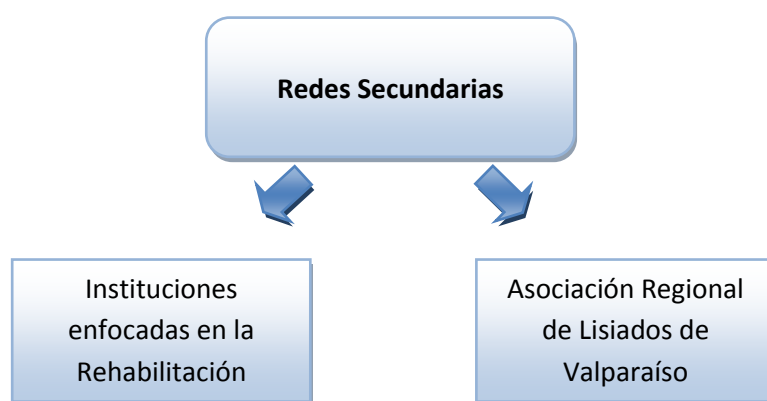 Redes Secundarias
Instituciones
enfocadas en la
Rehabilitación
Asociación Regional
de Lisiados de
Valparaíso